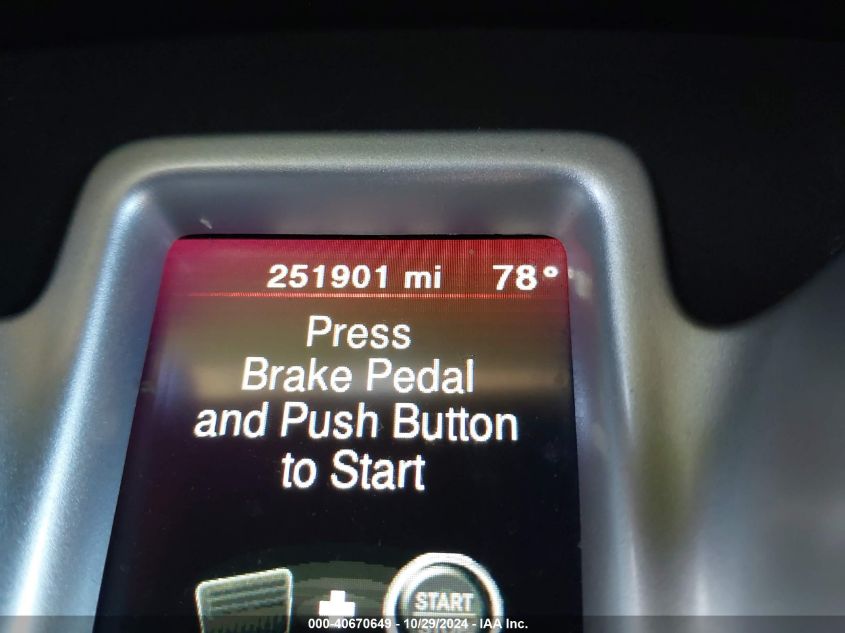 251901 mi 78°
Press
Brake Pedal
and Push Button
to Start
START
000-40670649 - 10/29/2024 - IAA Inc.